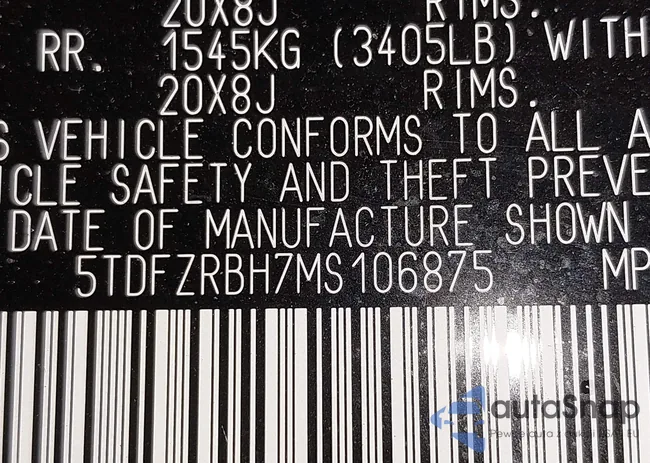 20X8J RIMS.
RR. 1545KG (3405LB) WITH
20X8J RIMS.
S VEHICLE CONFORMS TO ALL A
ICLE SAFETY AND THEFT PREVE
DATE OF MANUFACTURE SHOWN
5TDFZRBH7MS106875 MP
autaShap